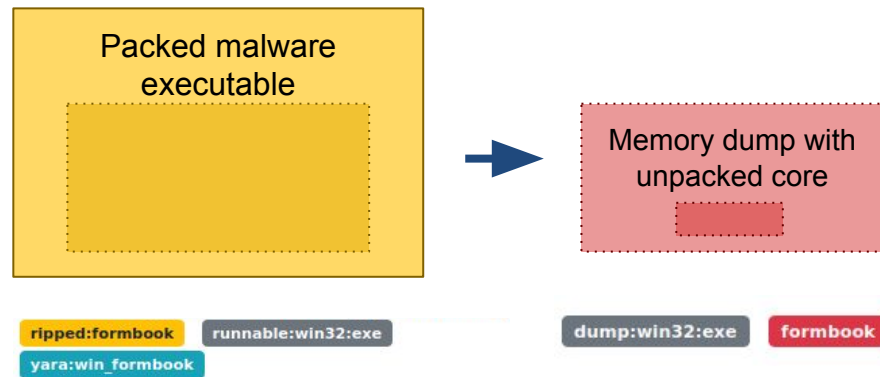 Packed malware
executable
Memory dump with
unpacked core
ripped:formbook runnable:win32:exe
yara:win_formbook
dump:win32:exe formbook